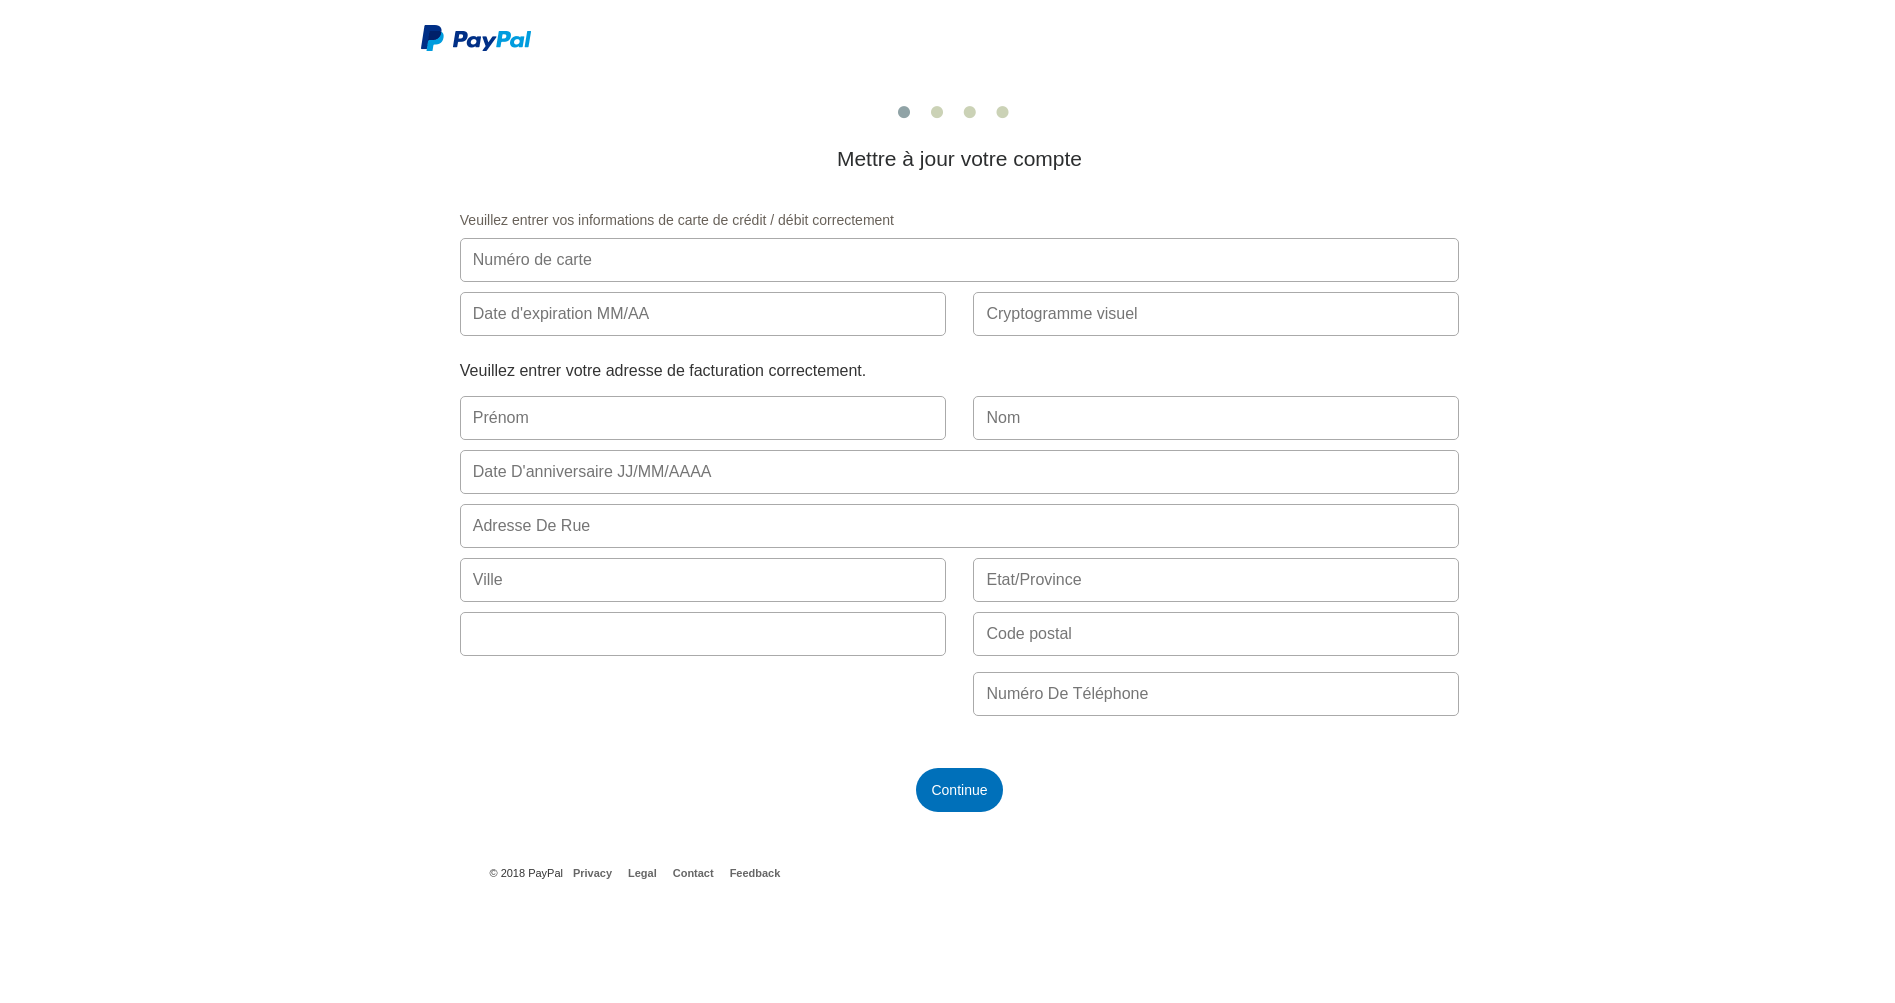 PayPal
Mettre à jour votre compte
Veuillez entrer vos informations de carte de crédit / débit correctement
Numéro de carte
Date d'expiration MM/AA
Cryptogramme visuel
Veuillez entrer votre adresse de facturation correctement.
Prénom
Nom
Date D'anniversaire JJ/MM/AAAA
Adresse De Rue
Ville
Etat/Province
Code postal
Numéro De Téléphone
Continue
© 2018 PayPal Privacy Legal Contact Feedback